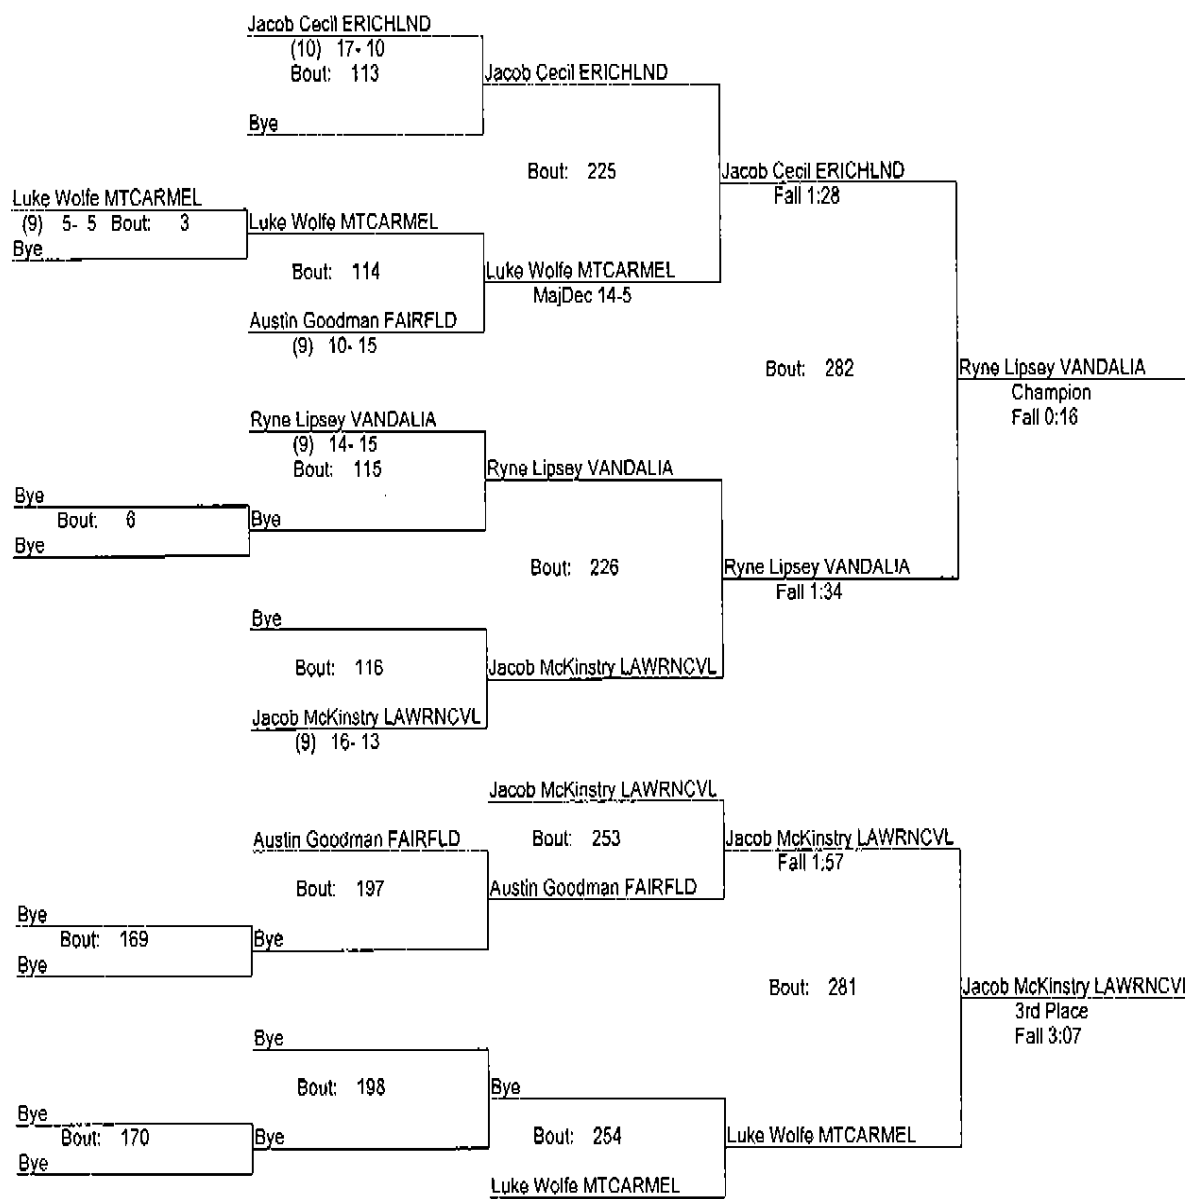 Jacob Cecil ERICHLND
(10) 17- 10
Bout: 113
Jacob Cecil ERICHLND
Bye
Bout: 225
Jacob Cecil ERICHLND
Fall 1:28
Luke Wolfe MTCARMEL
(9) 5- 5 Bout: 3
Bye
Luke Wolfe MTCARMEL
Bout: 114
Luke Wolfe MTCARMEL
MajDec 14-5
Austin Goodman FAIRFLD
(9) 10- 15
Bout: 282
Ryne Lipsey VANDALIA
Champion
Fall 0:16
Ryne Lipsey VANDALIA
(9) 14- 15
Bout: 115
Ryne Lipsey VANDALIA
Bye
Bout: 6
Bye
Bye
Bout: 226
Ryne Lipsey VANDALIA
Fall 1:34
Bye
Bout: 116
Jacob McKinstry LAWRNCVL
Jacob McKinstry LAWRNCVL
(9) 16- 13
Jacob McKinstry LAWRNCVL
Bout: 253
Jacob McKinstry LAWRNCVL
Fall 1:57
Austin Goodman FAIRFLD
Bout: 197
Austin Goodman FAIRFLD
Bye
Bout: 169
Bye
Bye
Bout: 281
Jacob McKinstry LAWRNCVL
3rd Place
Fall 3:07
Bye
Bout: 198
Bye
Bye
Bout: 170
Bye
Bye
Bout: 254
Luke Wolfe MTCARMEL
Luke Wolfe MTCARMEL